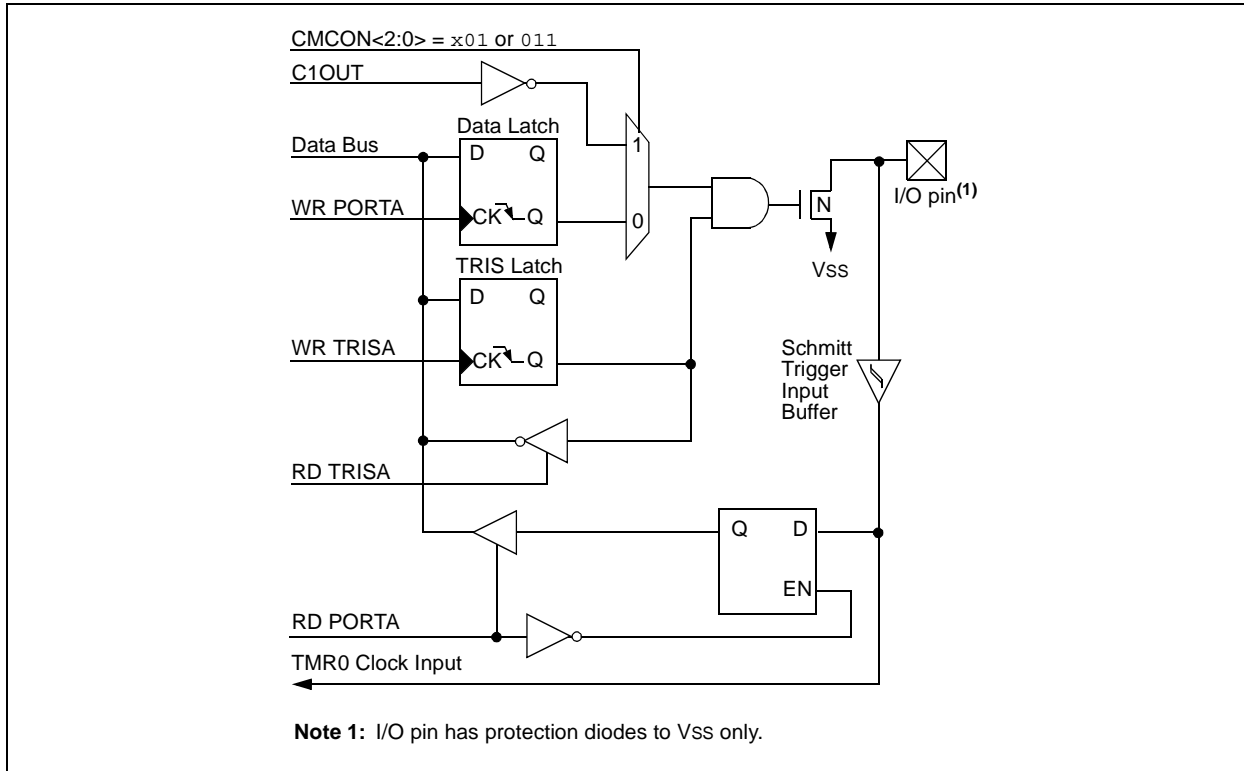 CMCON<2:0> = x01 or 011
C1OUT
Data Latch
Data Bus
D Q
1
WR PORTA
CK Q
0
N
I/O pin(1)
VSS
TRIS Latch
D Q
WR TRISA
CK Q
Schmitt
Trigger
Input
Buffer
RD TRISA
Q D
EN
RD PORTA
TMR0 Clock Input
Note 1: I/O pin has protection diodes to VSS only.